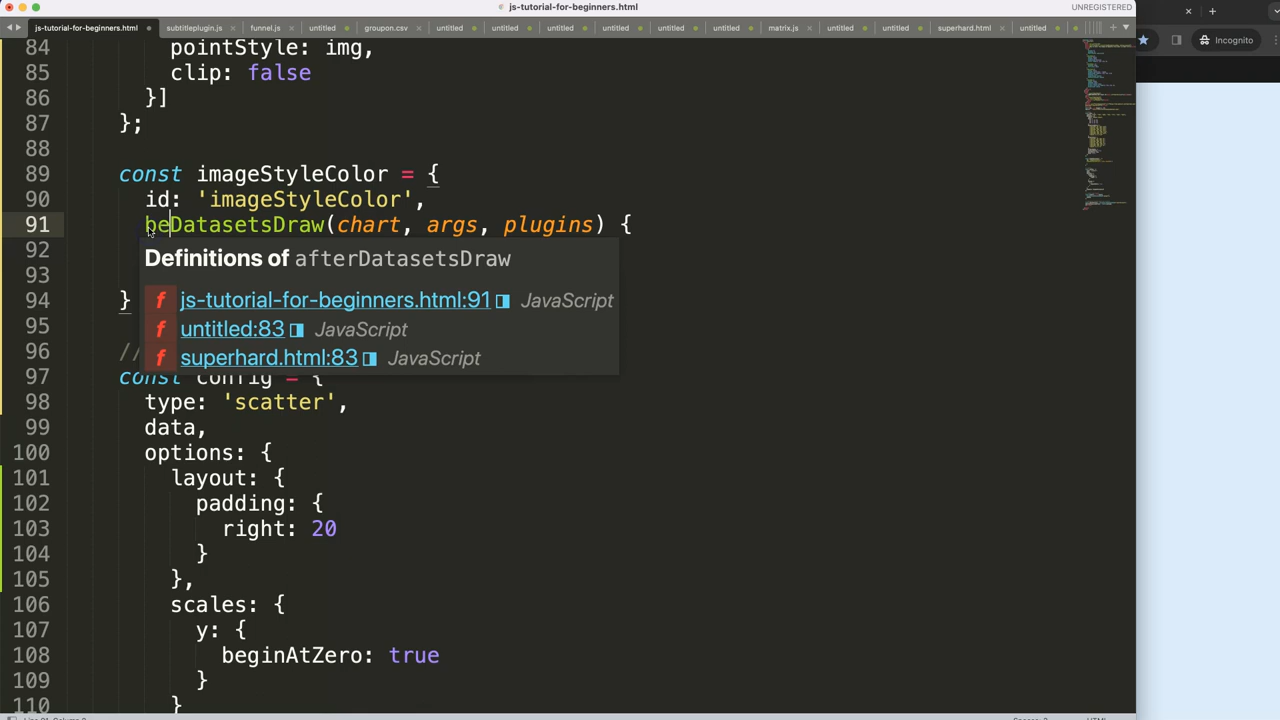 js-tutorial-for-beginners.html
UNREGISTERED
js-tutorial-for-beginners.html
subtitleplugin.js
funnel.js
untitled
groupon.csv
untitled
untitled
untitled
untitled
untitled
untitled
matrix.js
untitled
untitled
superhard.html
untitled
Incognito
84 pointStyle: img,
85 clip: false
86 }]
87 };
88
89 const imageStyleColor = {
90 id: 'imageStyleColor',
91 beDatasetsDraw(chart, args, plugins) {
92
Definitions of afterDatasetsDraw
93
f js-tutorial-for-beginners.html:91 JavaScript
94 }
f untitled:83 JavaScript
95
f superhard.html:83 JavaScript
96 //
97 const config = {
98 type: 'scatter',
99 data,
100 options: {
101 layout: {
102 padding: {
103 right: 20
104 }
105 },
106 scales: {
107 y: {
108 beginAtZero: true
109 }
110 }